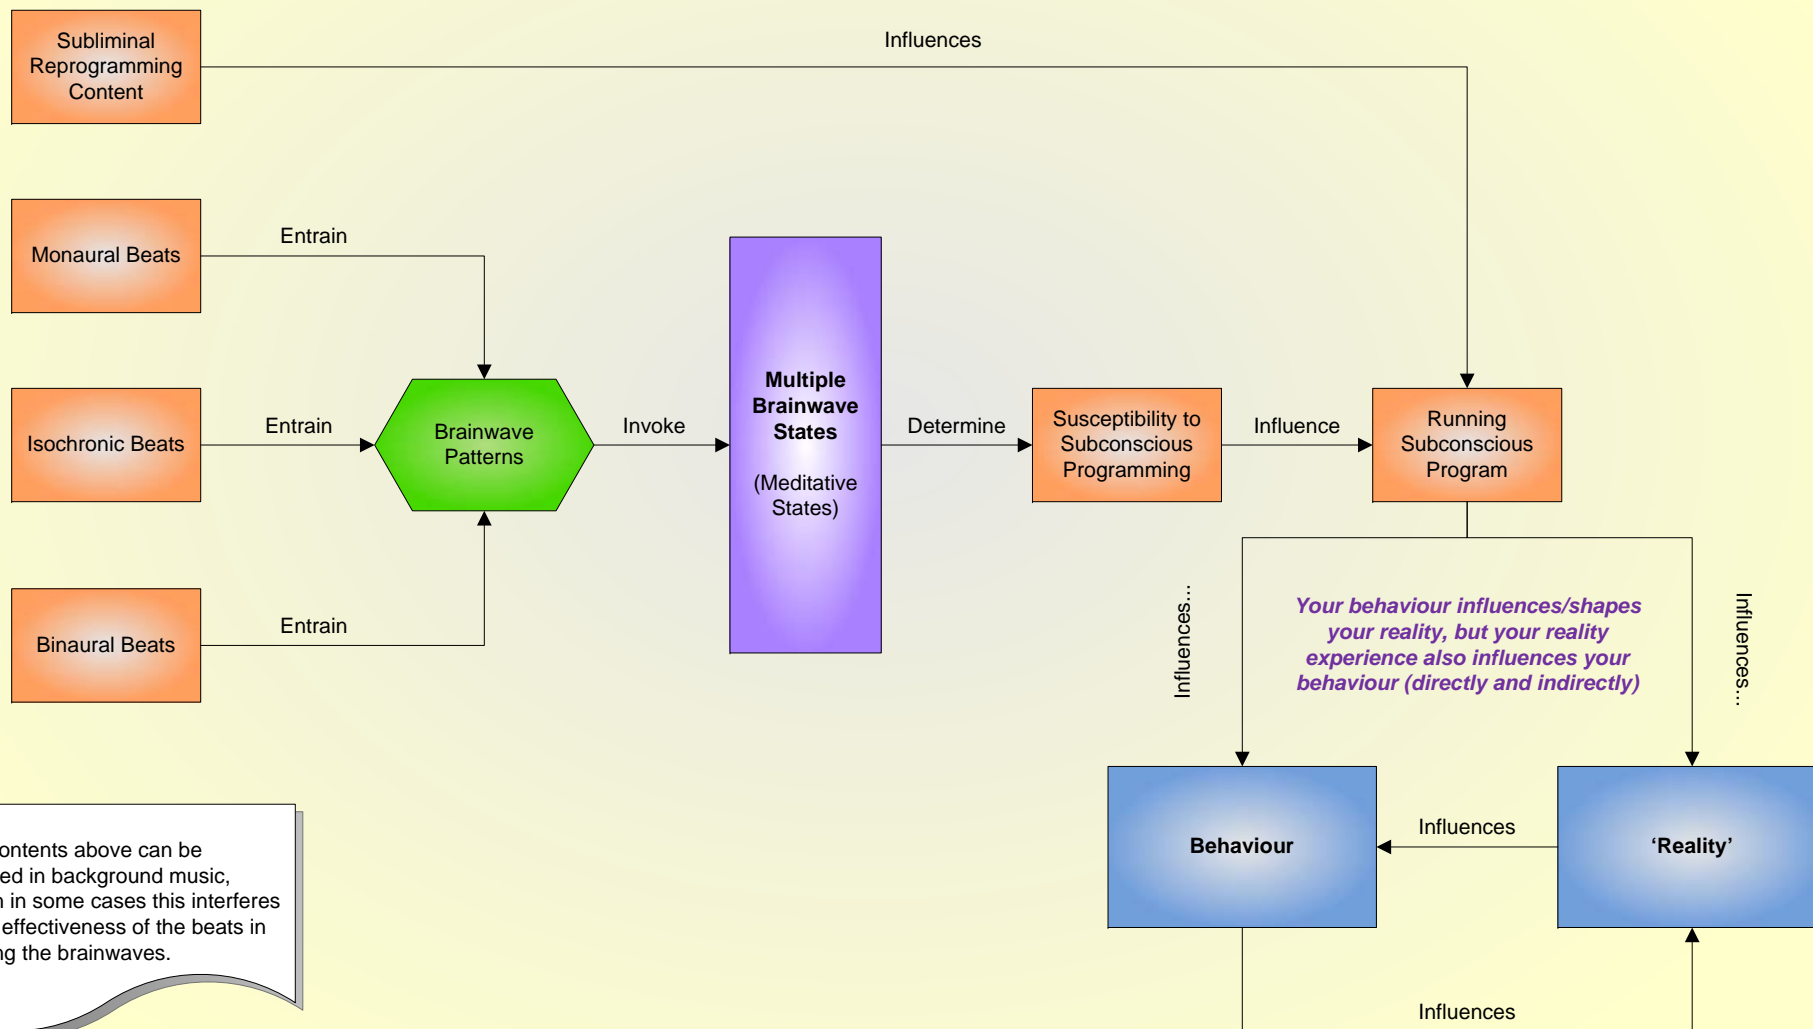 Subliminal
Reprogramming
Content
Influences
Monaural Beats
Entrain
Isochronic Beats
Entrain
Brainwave
Patterns
Invoke
Multiple
Brainwave
States
(Meditative
States)
Determine
Susceptibility to
Subconscious
Programming
Influence
Running
Subconscious
Program
Binaural Beats
Entrain
Influences...
Your behaviour influences/shapes
your reality, but your reality
experience also influences your
behaviour (directly and indirectly)
Influences...
Behaviour
Influences
‘Reality’
above can be
in background music,
in some cases this interferes
effectiveness of the beats in
the brainwaves.
Influences